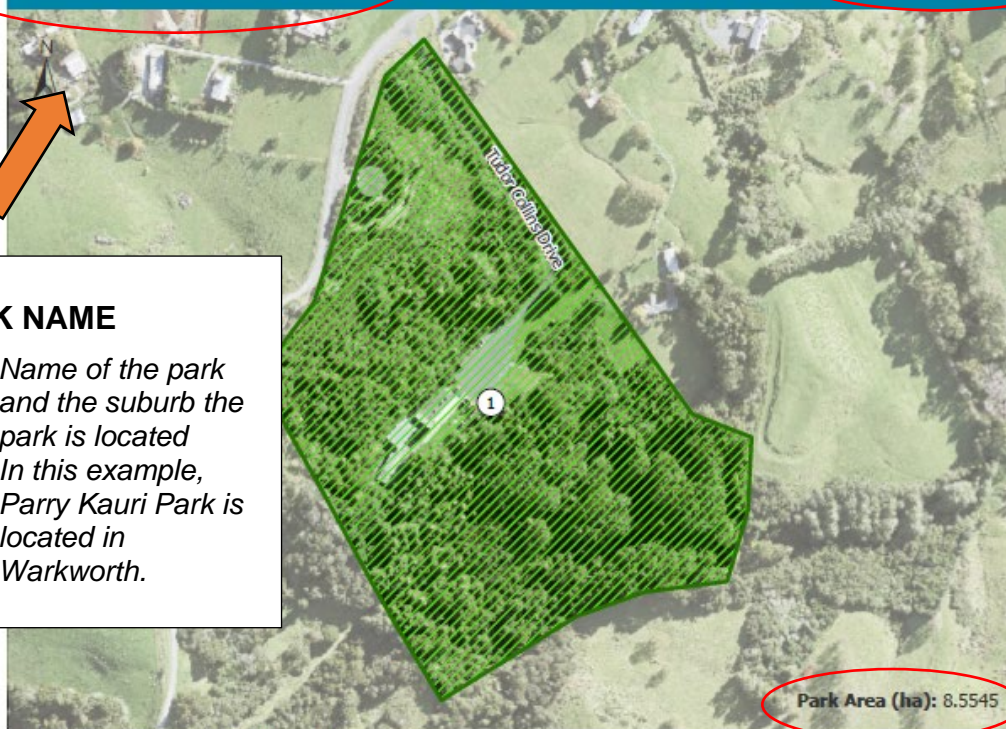 N
Tudor Collins Drive
K NAME
Name of the park
and the suburb the
park is located
In this example,
Parry Kauri Park is
located in
Warkworth.
1
Park Area (ha): 8.5545